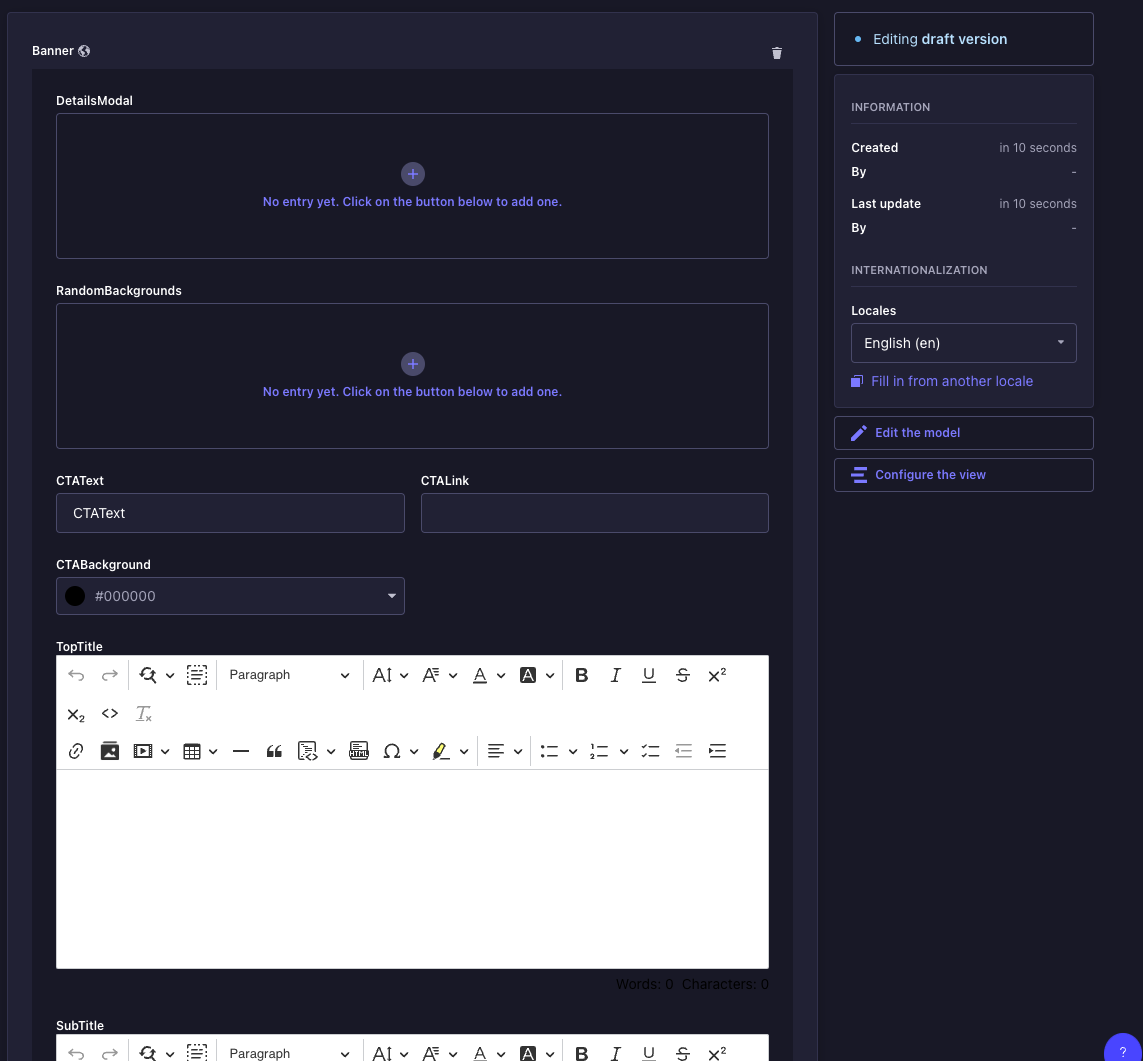 Banner
DetailsModal
No entry yet. Click on the button below to add one.
RandomBackgrounds
No entry yet. Click on the button below to add one.
CTAText
CTALink
CTAText
CTABackground
#000000
TopTitle
Paragraph
Words: 0 Characters: 0
SubTitle
Paragraph
Editing draft version
INFORMATION
Created in 10 seconds
By -
Last update in 10 seconds
By -
INTERNATIONALIZATION
Locales
English (en)
Fill in from another locale
Edit the model
Configure the view
?